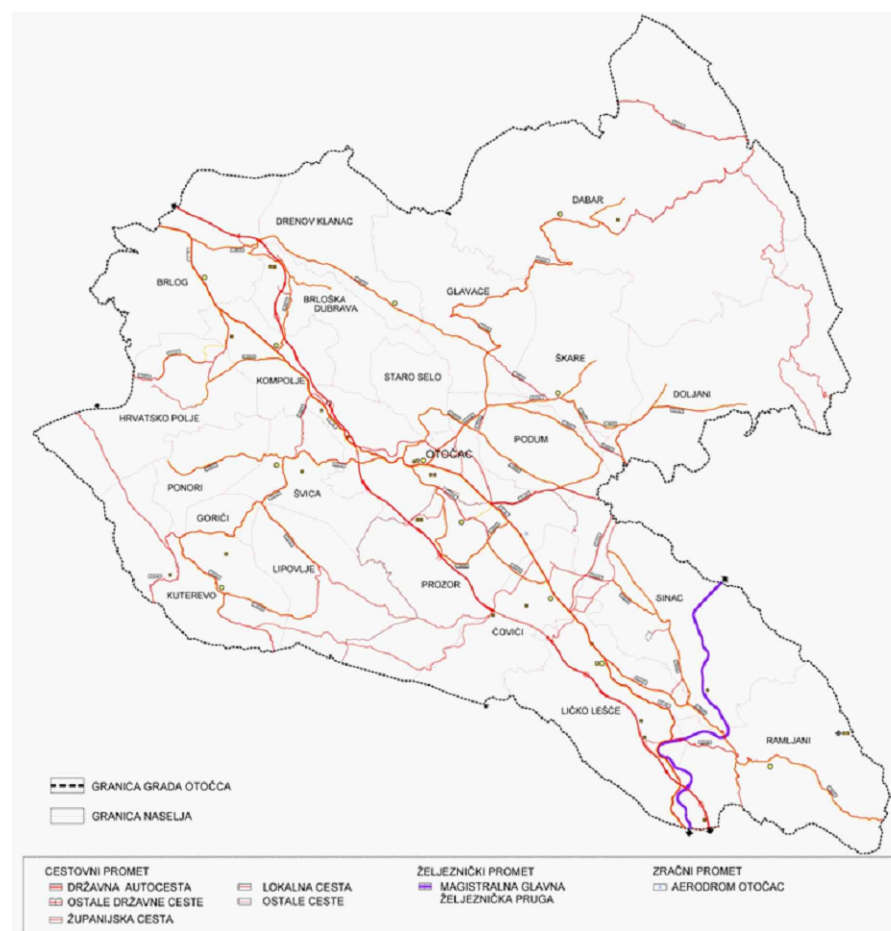 DABAR
DRENOV KLANAC
BRLOG
GLAVACE
BRLOŠKA
DUBRAVA
ŠKARE
STARO SELO
KOMPOLJE
DOLJANI
HRVATSKO POLJE
PODUM
OTOČAC
PONORI
ŠVICA
GORIĆI
LIPOVLJE
PROZOR
KUTEREVO
SINAC
ČOVIĆI
LIČKO LEŠĆE
RAMLJANI
GRANICA GRADA OTOČCA
GRANICA NASELJA
CESTOVNI PROMET
DRŽAVNA AUTOCESTA
OSTALE DRŽAVNE CESTE
ŽUPANIJSKA CESTA
LOKALNA CESTA
OSTALE CESTE
ŽELJEZNIČKI PROMET
MAGISTRALNA GLAVNA
ŽELJEZNIČKA PRUGA
ZRAČNI PROMET
AERODROM OTOČAC